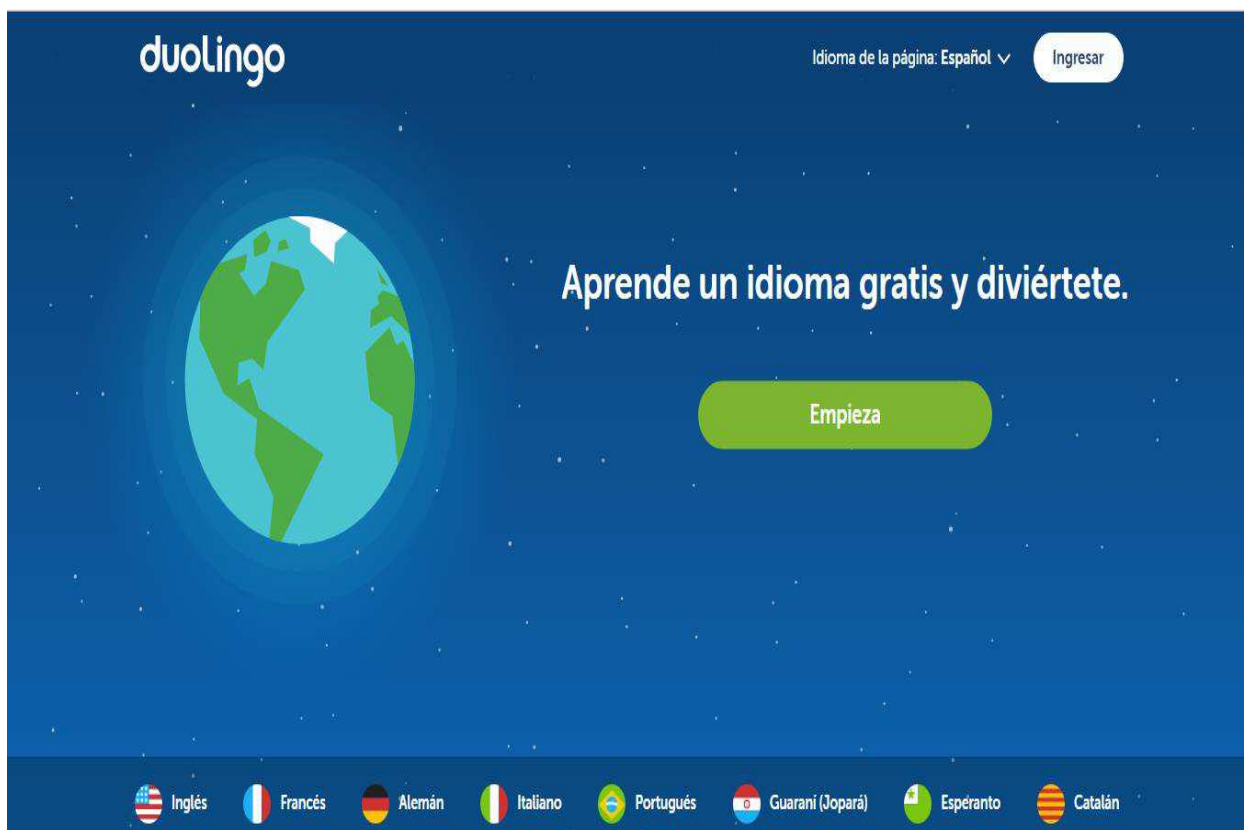 duolingo
Idioma de la página: Español
Ingresar
Aprende un idioma gratis y diviértete.
Empieza
Inglés Francés Alemán Italiano Portugués Guaraní (Jopará) Esperanto Catalán